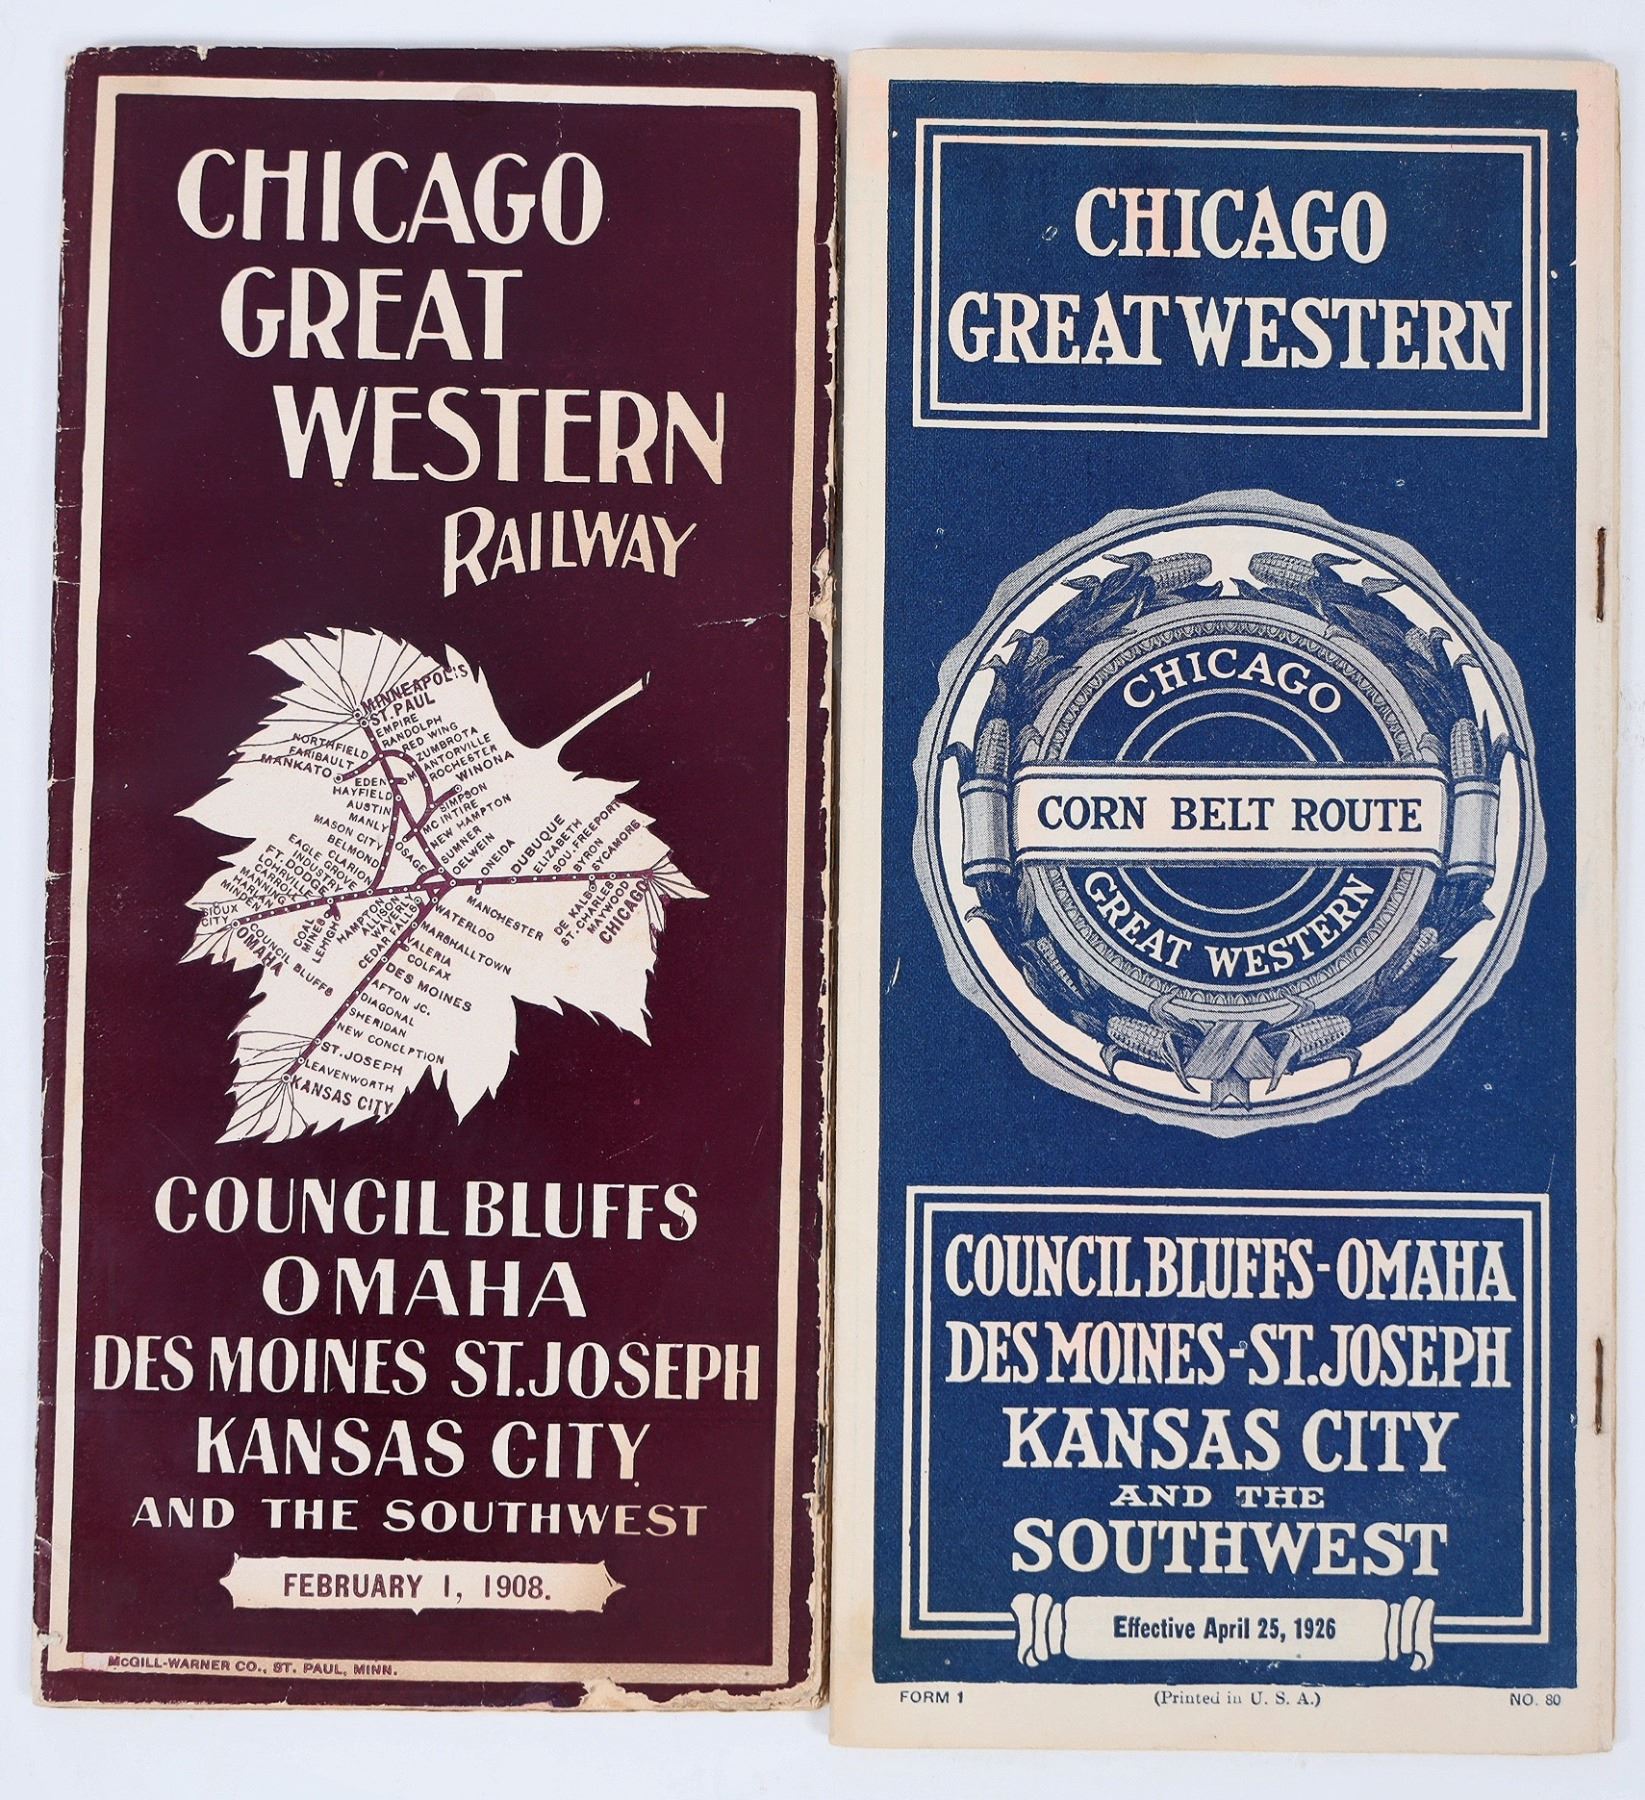 CHICAGO
GREAT
WESTERN
RAILWAY
MINNEAPOLIS
ST. PAUL
EMPIRE
RANDOLPH
RED WING
ZUMBROTA
MANTORVILLE
ROCHESTER
WINONA
NORTHFIELD
FARIBAULT
MANKATO
EDEN
HAYFIELD
AUSTIN
MANLY
MASON CITY
BELMOND
CLARION
EAGLE GROVE
INDUSTRY
FT. DODGE
LOHRVILLE
CARROLL
MANNING
HARLAN
MINDEN
SIOUX
CITY
OMAHA
COUNCIL BLUFFS
COAL
MINES
LEHIGH
HAMPTON
ALLISON
WAVERLY
CEDAR FALLS
OSAGE
SIMPSON
MC INTIRE
NEW HAMPTON
SUMNER
OELWEIN
ONEIDA
DUBUQUE
ELIZABETH
SOU. FREEPORT
BYRON
SYCAMORE
MANCHESTER
DE KALB
ST. CHARLES
MAYWOOD
CHICAGO
WATERLOO
MARSHALLTOWN
VALERIA
COLFAX
DES MOINES
AFTON JC.
DIAGONAL
SHERIDAN
NEW CONCEPTION
ST. JOSEPH
LEAVENWORTH
KANSAS CITY
COUNCIL BLUFFS
OMAHA
DES MOINES ST. JOSEPH
KANSAS CITY
AND THE SOUTHWEST
FEBRUARY 1, 1908.
McGILL-WARNER CO., ST. PAUL, MINN.
CHICAGO
GREAT WESTERN
CHICAGO
CORN BELT ROUTE
GREAT WESTERN
COUNCIL BLUFFS-OMAHA
DES MOINES-ST. JOSEPH
KANSAS CITY
AND THE
SOUTHWEST
Effective April 25, 1926
FORM 1 (Printed in U. S. A.) NO. 80